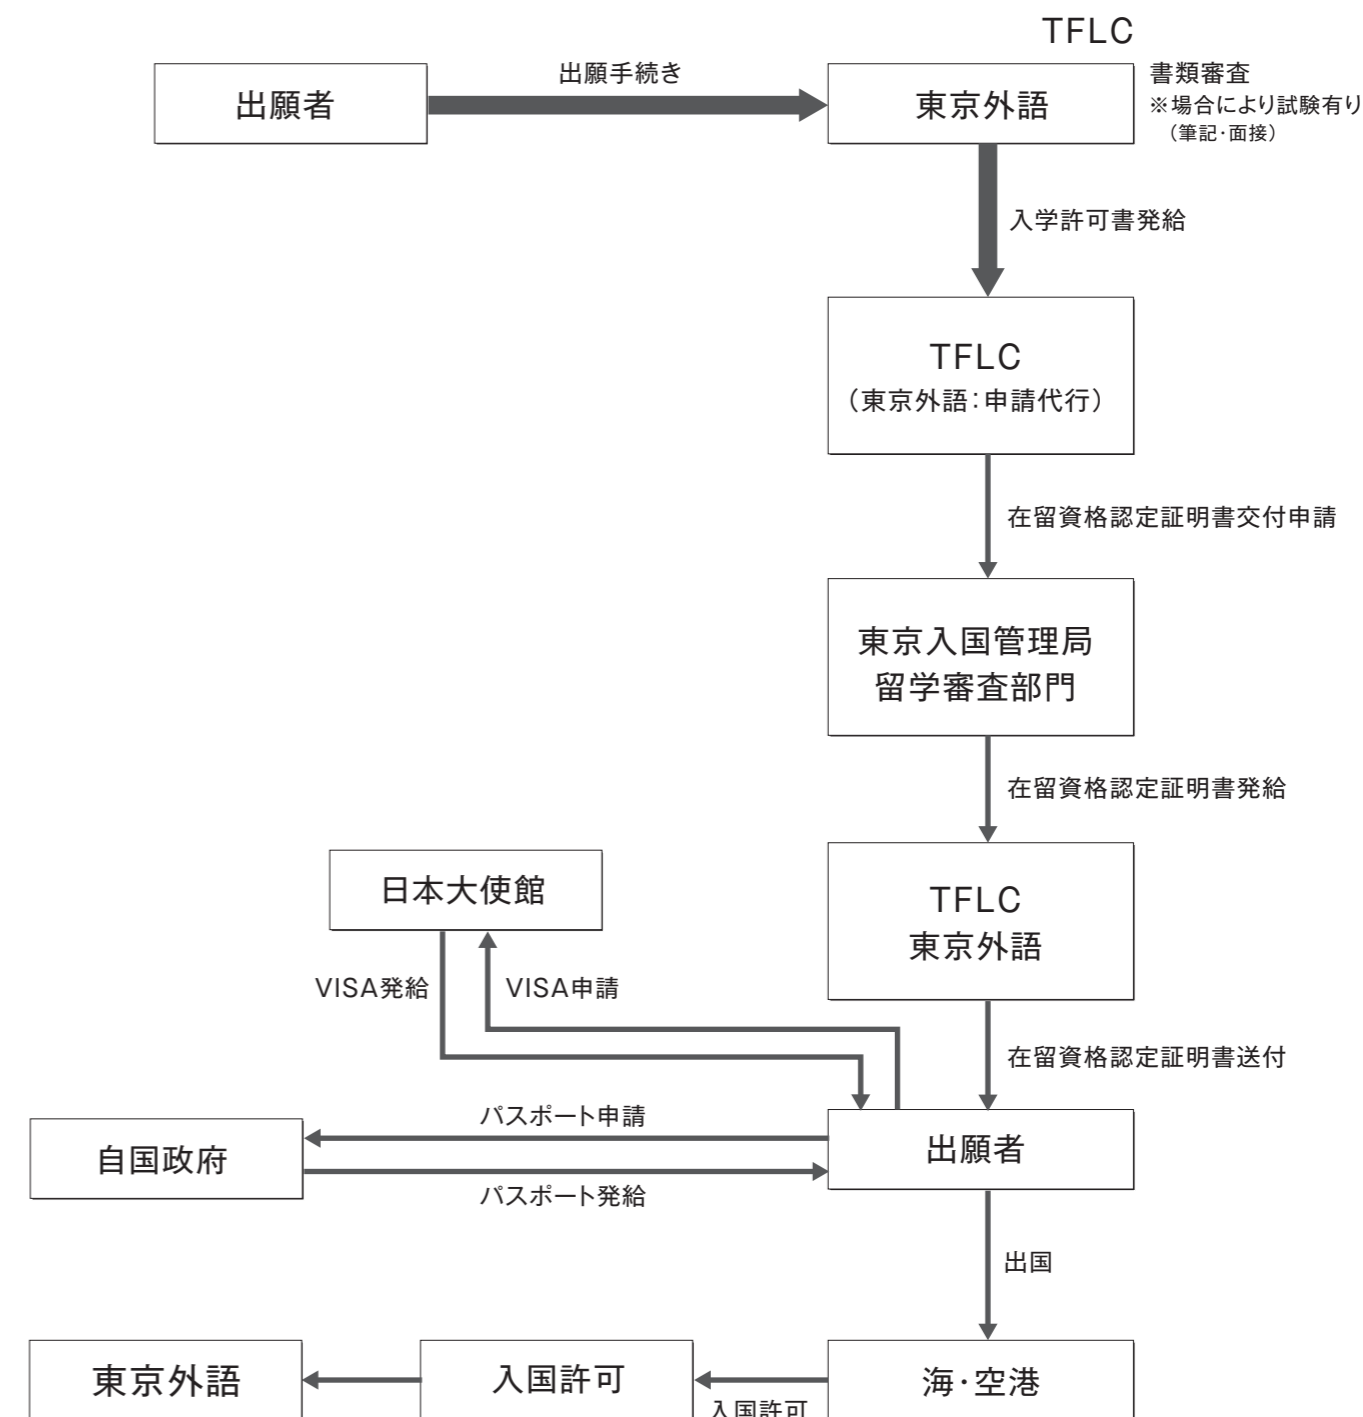 TFLC
出願者
出願手続き
東京外語
書類審査
※場合により試験有り
（筆記・面接）
入学許可書発給
TFLC
（東京外語：申請代行）
在留資格認定証明書交付申請
東京入国管理局
留学審査部門
在留資格認定証明書発給
日本大使館
TFLC
東京外語
VISA発給
VISA申請
在留資格認定証明書送付
パスポート申請
自国政府
出願者
パスポート発給
出国
東京外語
入国許可
海・空港
入国許可